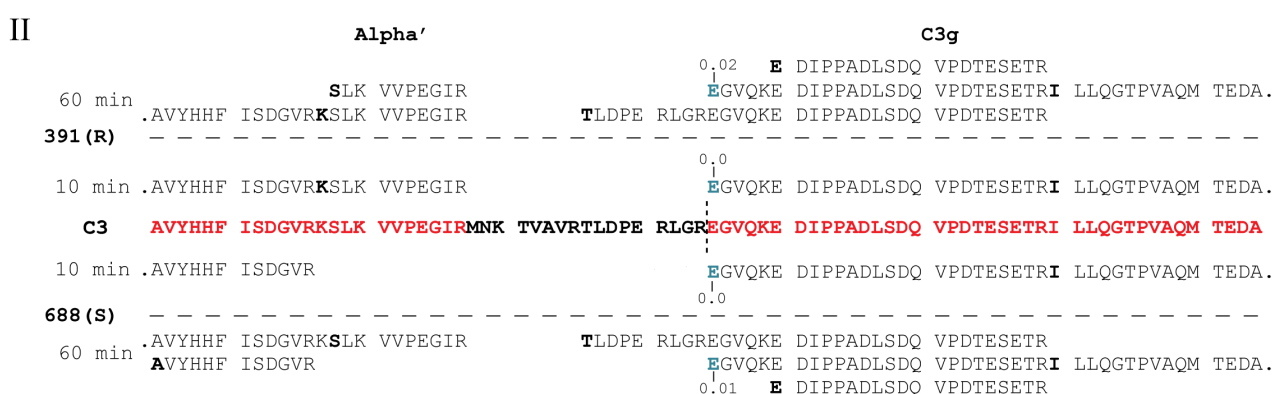 II
Alpha′ C3g
0.02 E DIPPADLSDQ VPDTESETR
SLK VVPEGIR EGVQKE DIPPADLSDQ VPDTESETRI LLQGTPVAQM TEDA.
60 min
.AVYHHF ISDGVRKSLK VVPEGIR TLDPE RLGREGVQKE DIPPADLSDQ VPDTESETR
391(R)
0.0
10 min .AVYHHF ISDGVRKSLK VVPEGIR EGVQKE DIPPADLSDQ VPDTESETRI LLQGTPVAQM TEDA.
C3 AVYHHF ISDGVRKSLK VVPEGIRMNK TVAVRTLDPE RLGREGVQKE DIPPADLSDQ VPDTESETRI LLQGTPVAQM TEDA
10 min .AVYHHF ISDGVR EGVQKE DIPPADLSDQ VPDTESETRI LLQGTPVAQM TEDA.
0.0
688(S)
.AVYHHF ISDGVRKSLK VVPEGIR TLDPE RLGREGVQKE DIPPADLSDQ VPDTESETR
60 min
AVYHHF ISDGVR EGVQKE DIPPADLSDQ VPDTESETRI LLQGTPVAQM TEDA.
0.01 E DIPPADLSDQ VPDTESETR